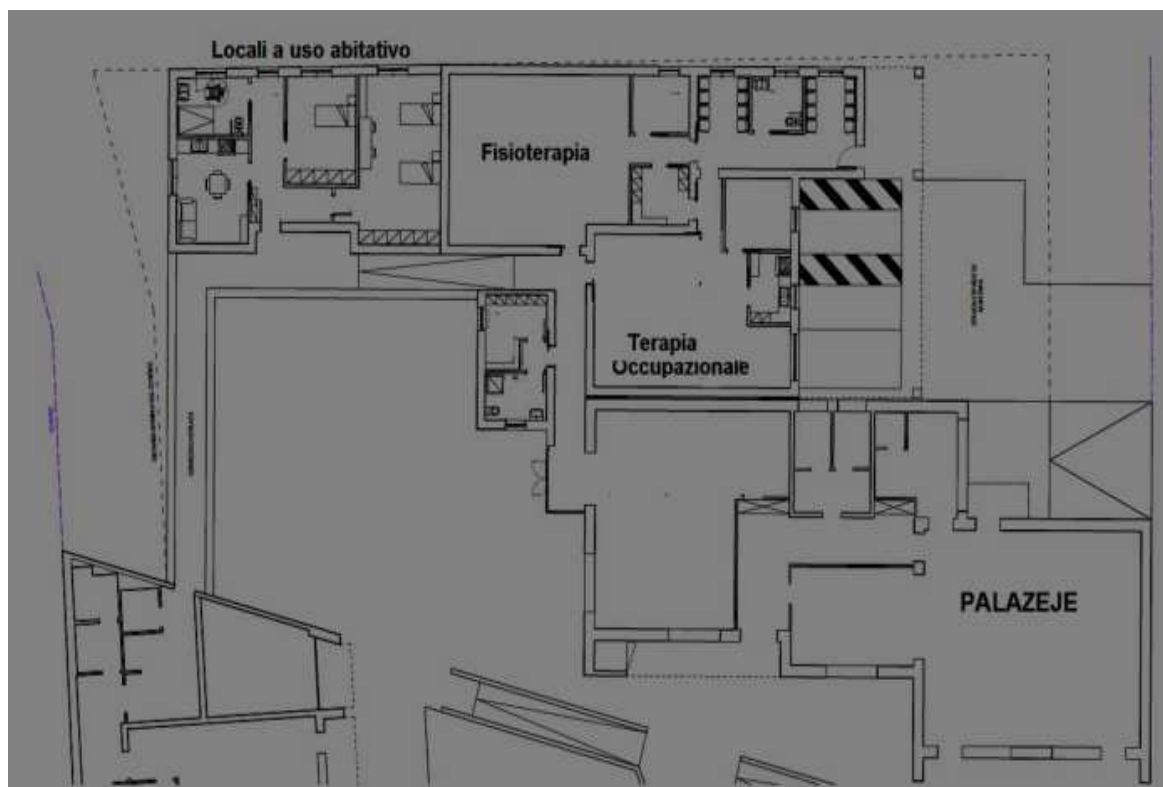 Locali a uso abitativo
Fisioterapia
Terapia
Occupazionale
PALAZEJE